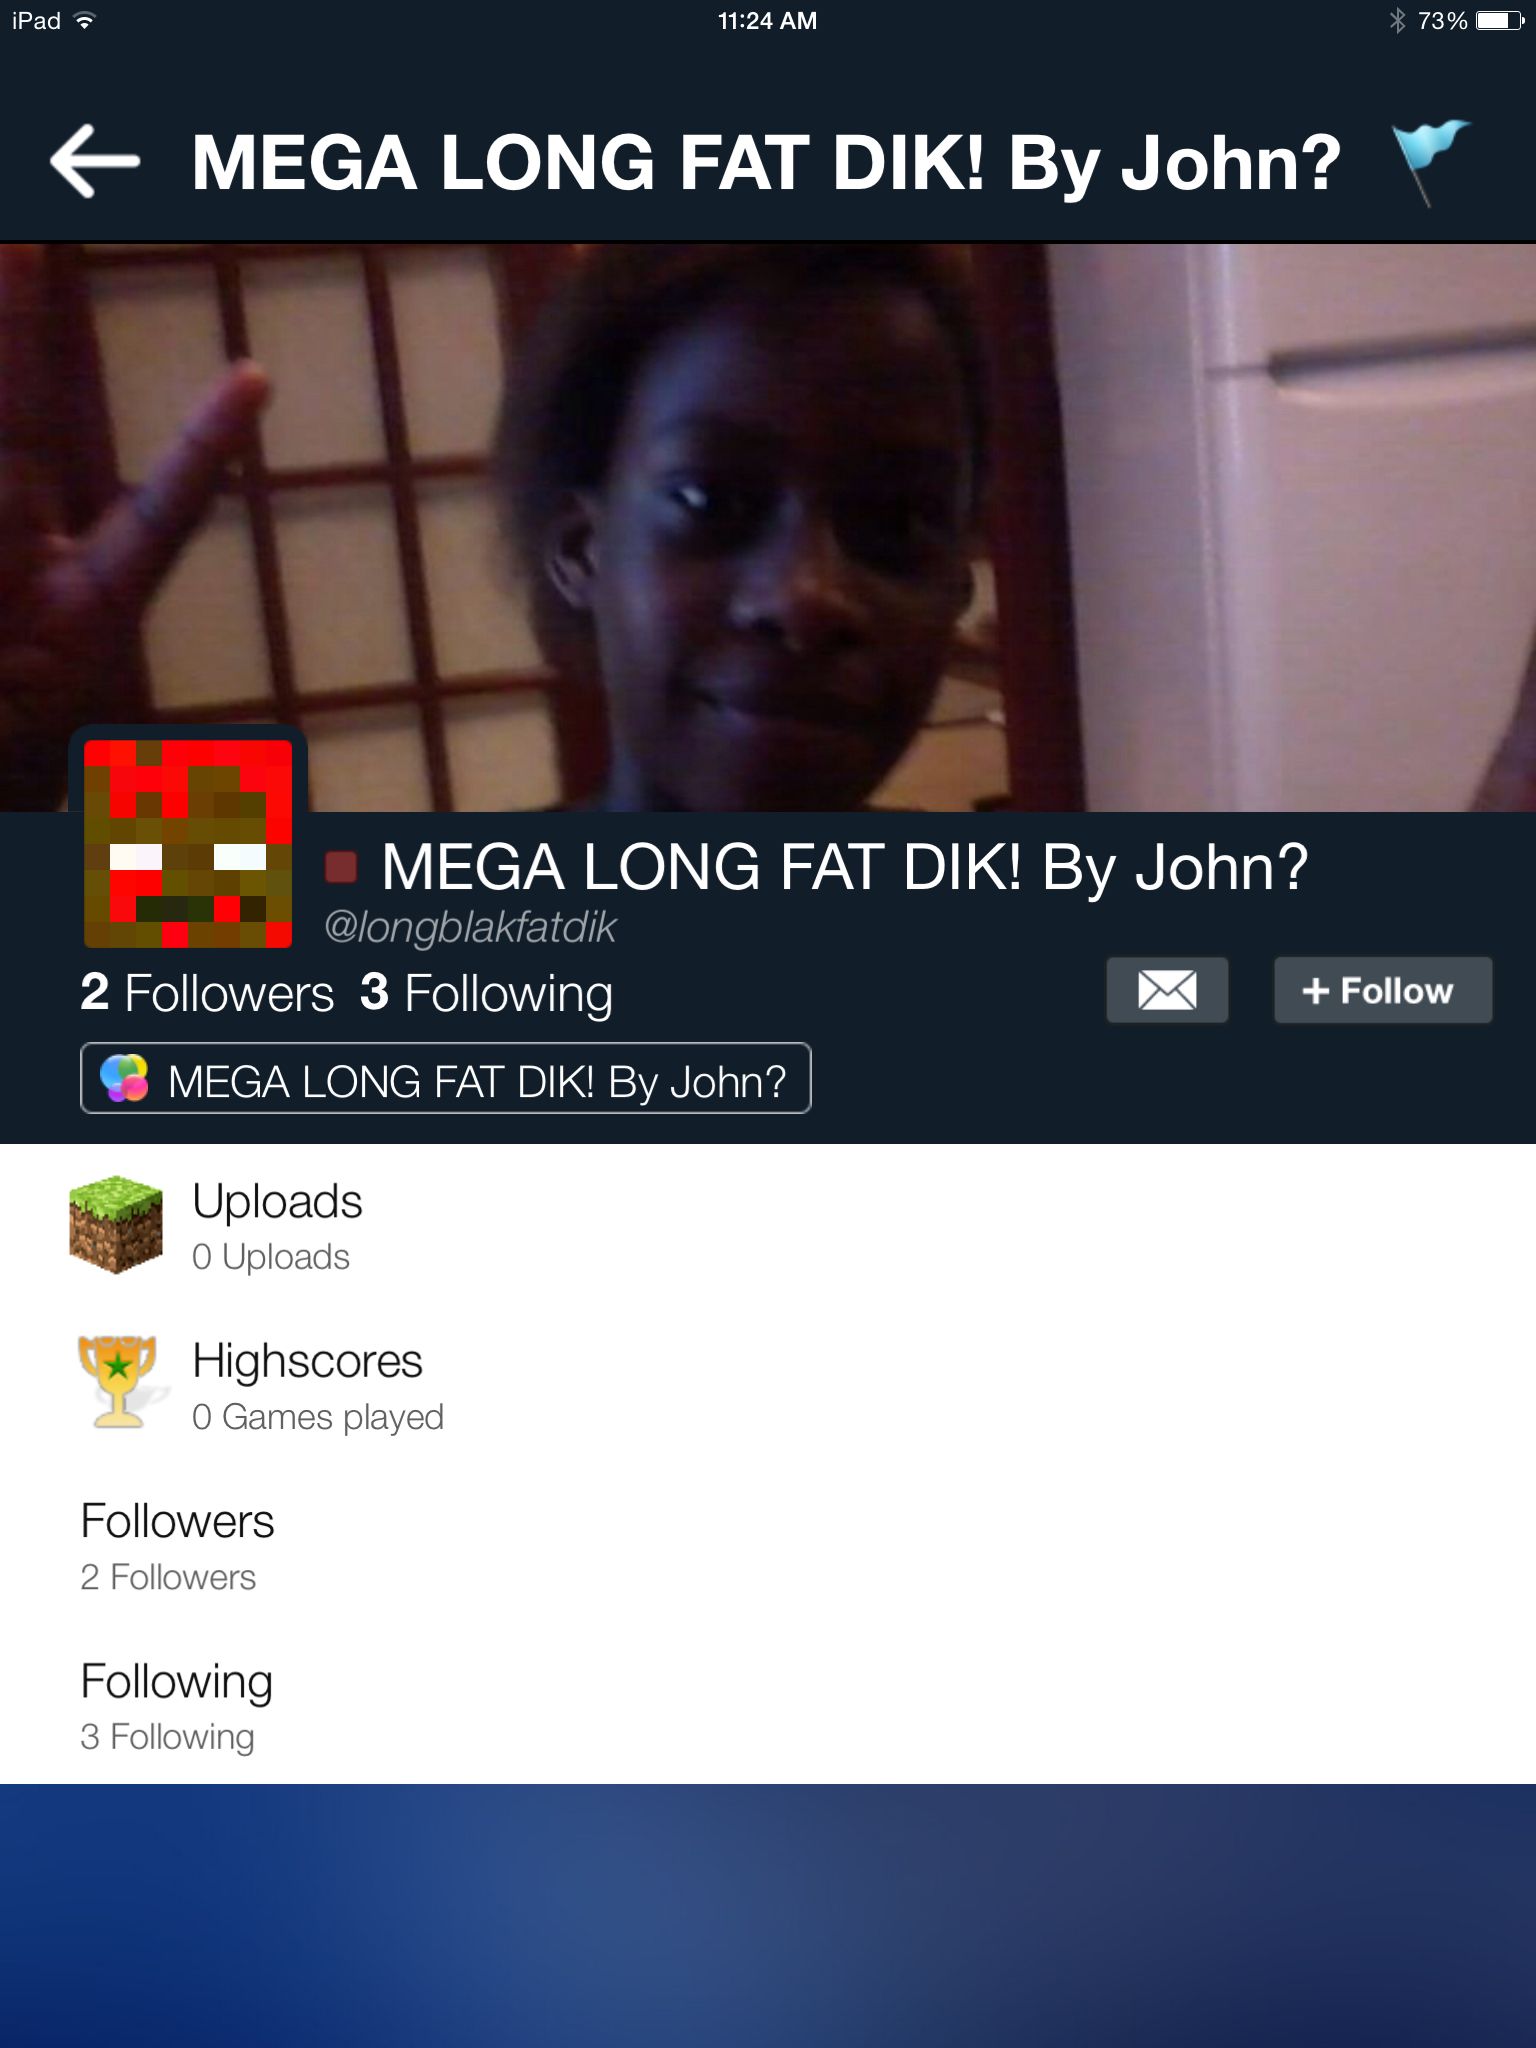 iPad 11:24 AM 73%
MEGA LONG FAT DIK! By John?
MEGA LONG FAT DIK! By John?
@longblakfatdik
2 Followers 3 Following
+ Follow
MEGA LONG FAT DIK! By John?
Uploads
0 Uploads
Highscores
0 Games played
Followers
2 Followers
Following
3 Following